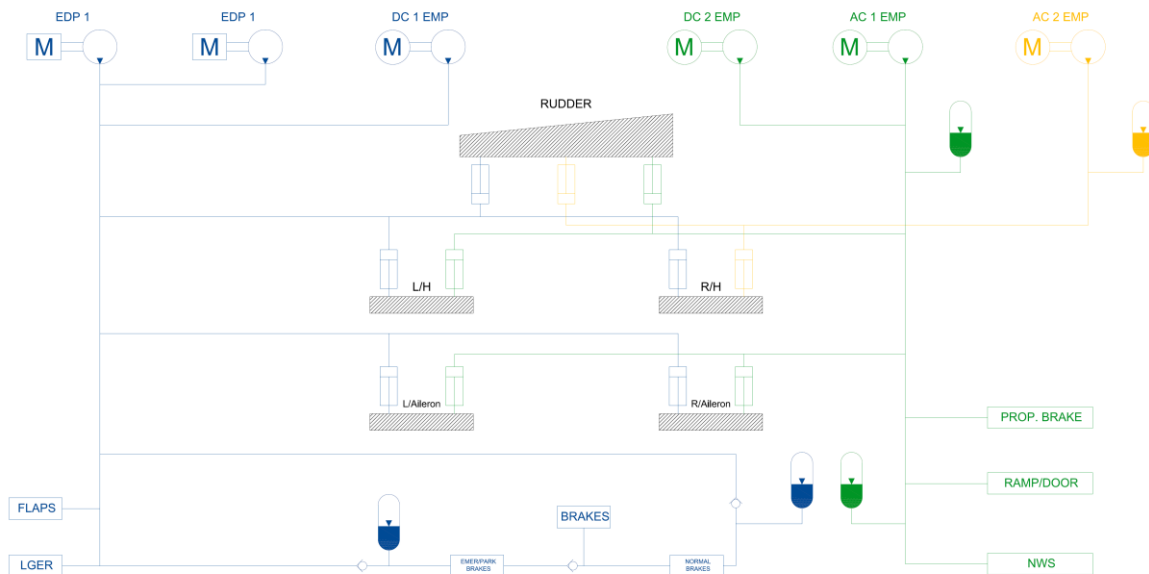 EDP 1
EDP 1
DC 1 EMP
DC 2 EMP
AC 1 EMP
AC 2 EMP
M
M
M
M
M
M
RUDDER
L/H
R/H
L/Aileron
R/Aileron
PROP. BRAKE
RAMP/DOOR
FLAPS
BRAKES
LGER
EMER/PARK
BRAKES
NORMAL
BRAKES
NWS